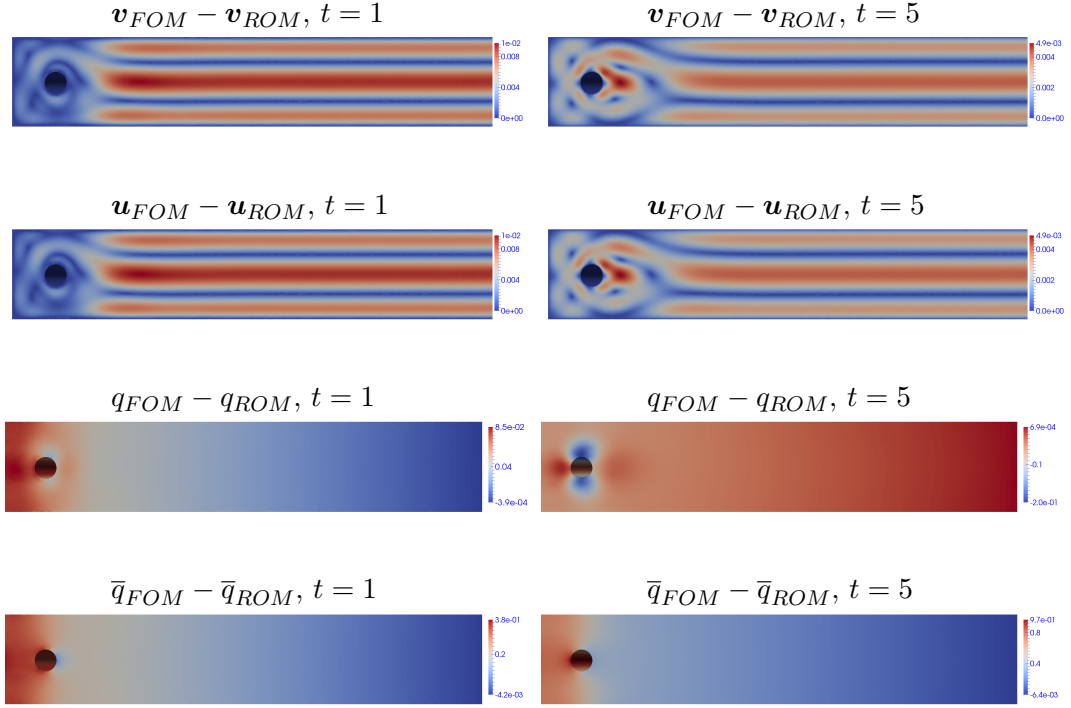 v_FOM − v_ROM, t = 1
v_FOM − v_ROM, t = 5
1e-02
0.008
0.004
0e+00
4.9e-03
0.004
0.002
0.0e+00
u_FOM − u_ROM, t = 1
u_FOM − u_ROM, t = 5
1e-02
0.008
0.004
0e+00
4.9e-03
0.004
0.002
0.0e+00
q_FOM − q_ROM, t = 1
q_FOM − q_ROM, t = 5
8.5e-02
0.04
-3.9e-04
6.9e-04
-0.1
-2.0e-01
q̅_FOM − q̅_ROM, t = 1
q̅_FOM − q̅_ROM, t = 5
3.8e-01
0.2
-4.2e-03
9.7e-01
0.8
0.4
-6.4e-03